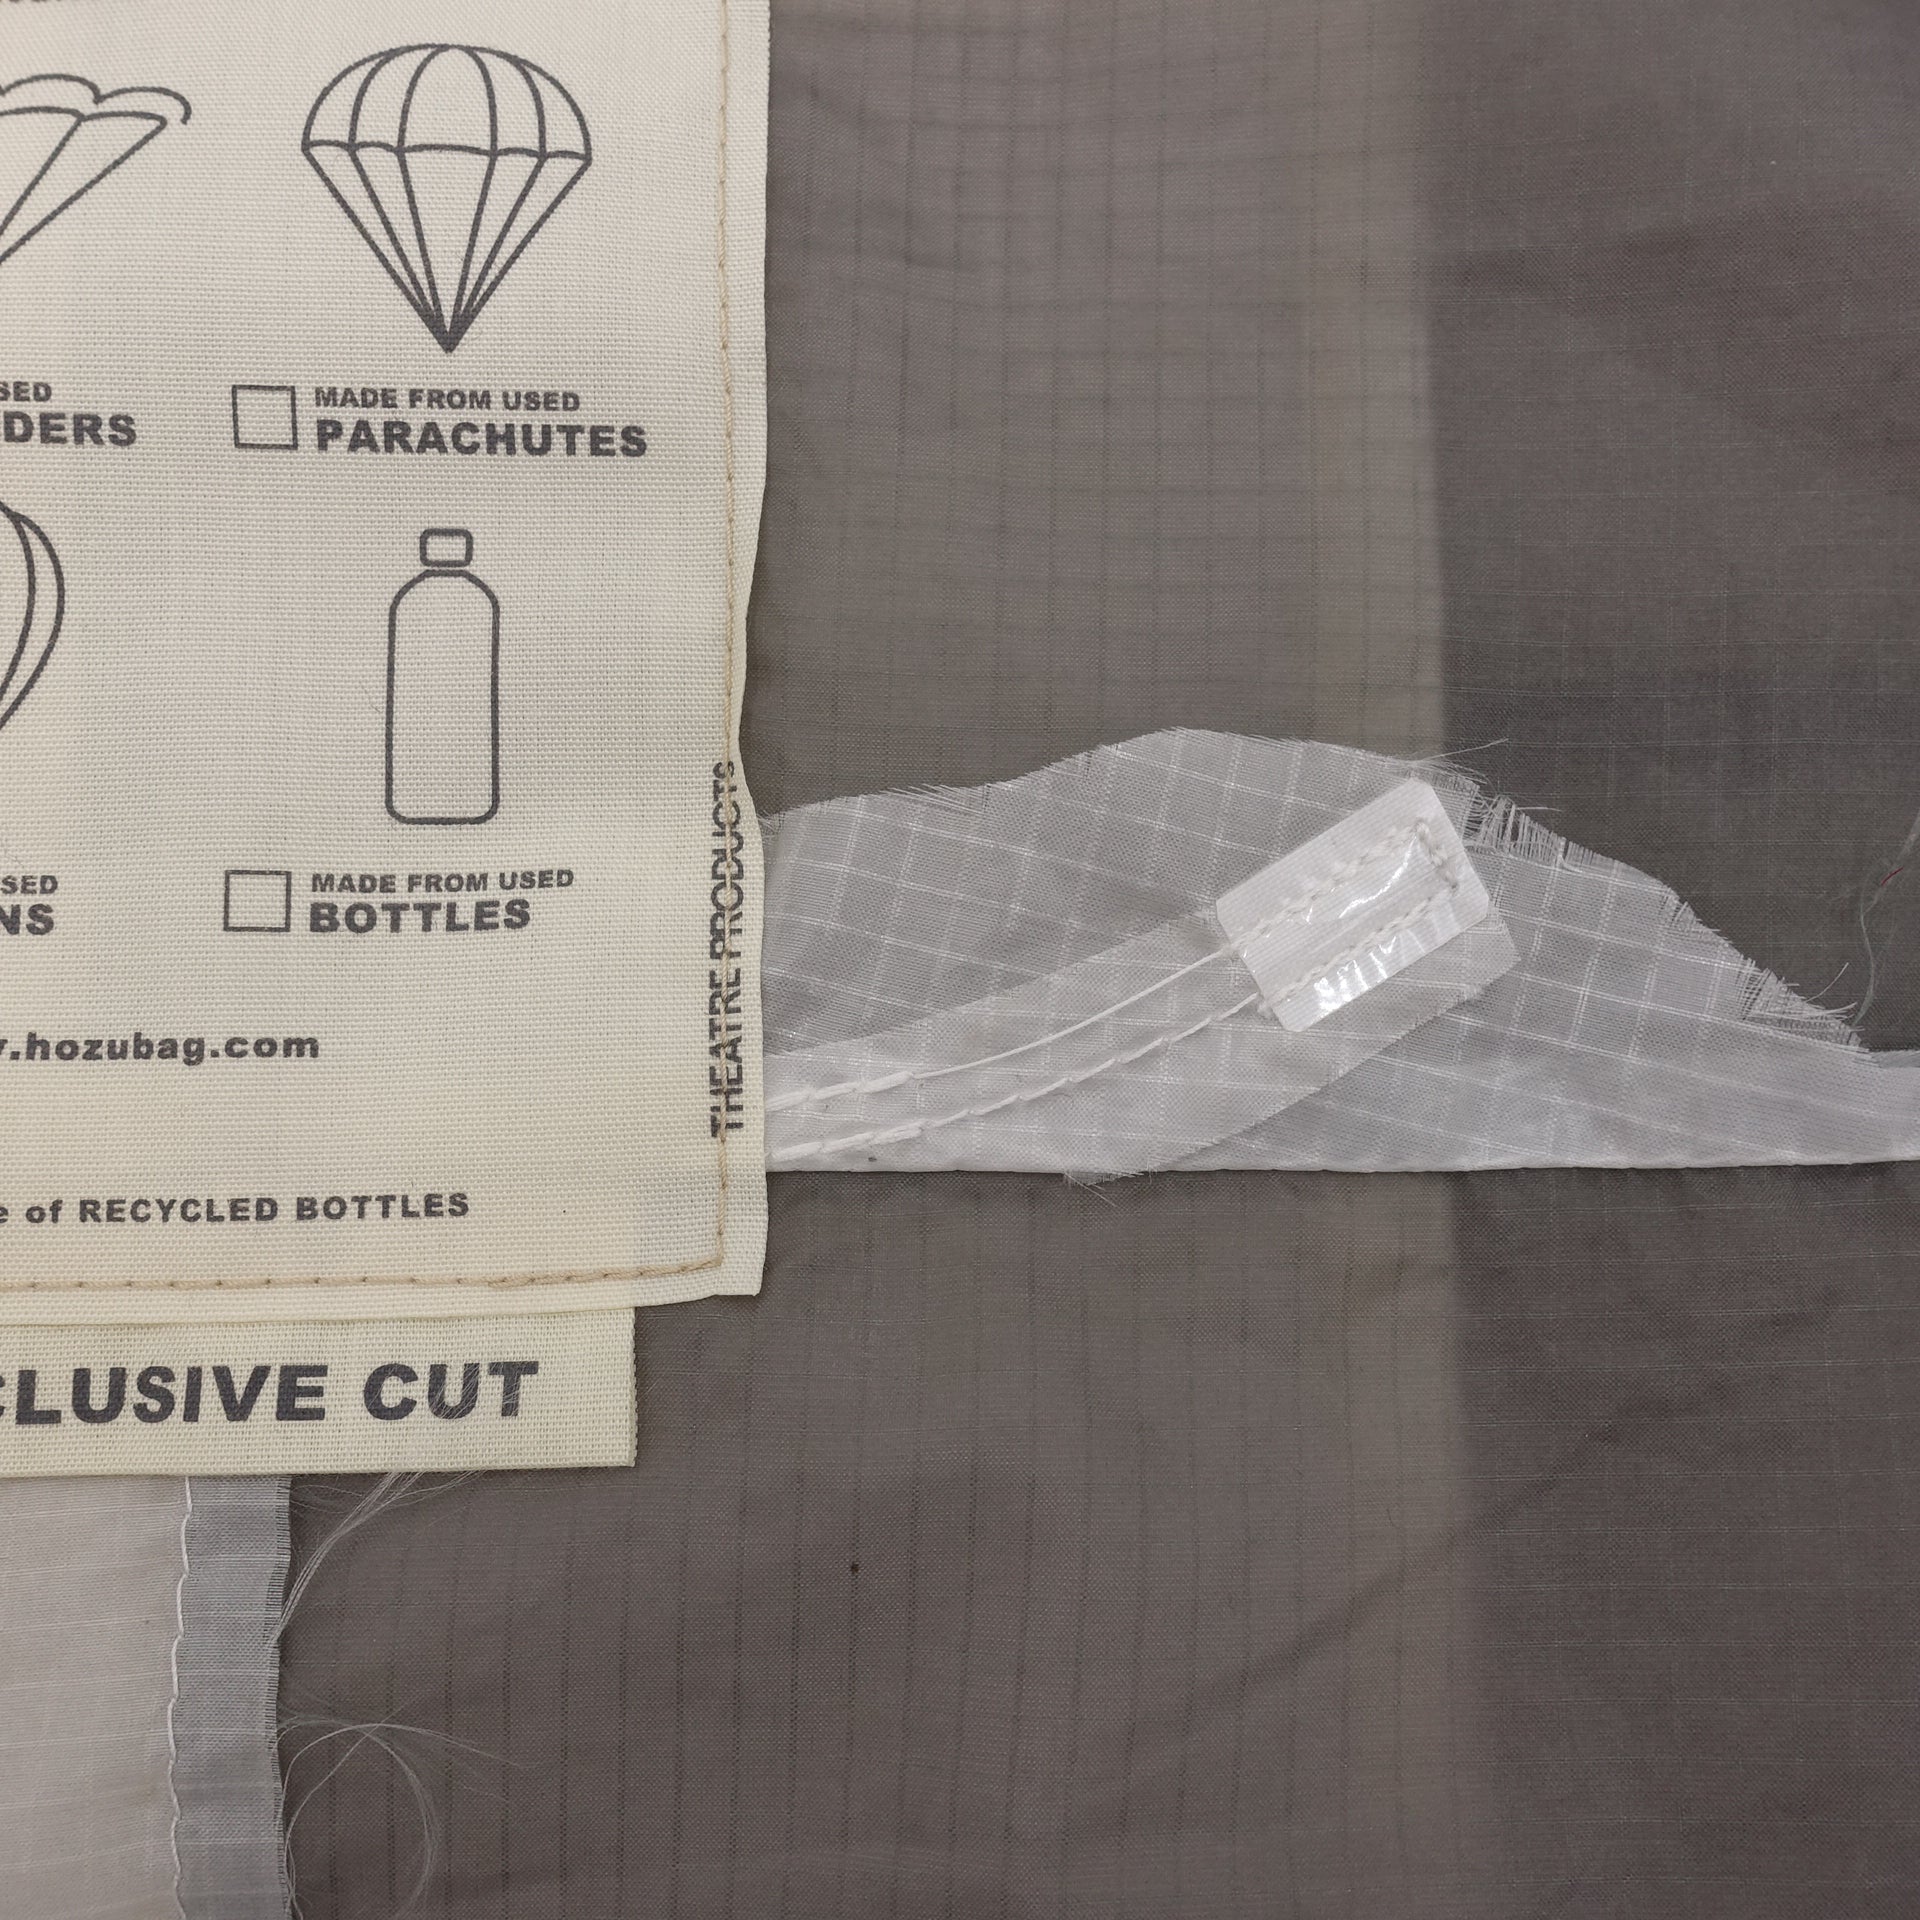 SED
DERS
MADE FROM USED
PARACHUTES
SED
NS
MADE FROM USED
BOTTLES
THEATRE PRODUCTS
.hozubag.com
e of RECYCLED BOTTLES
CLUSIVE CUT